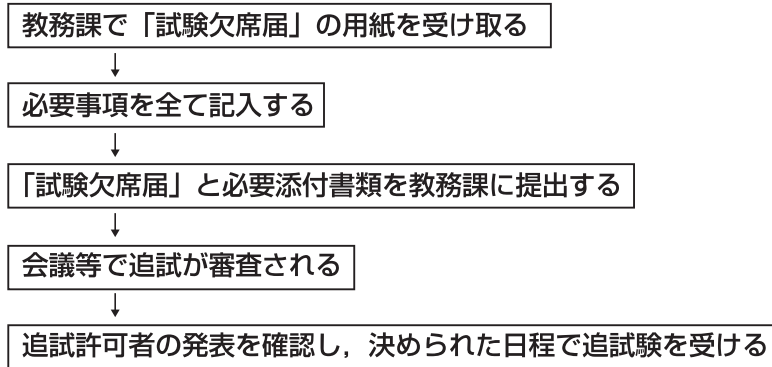 教務課で「試験欠席届」の用紙を受け取る
必要事項を全て記入する
「試験欠席届」と必要添付書類を教務課に提出する
会議等で追試が審査される
追試許可者の発表を確認し，決められた日程で追試験を受ける